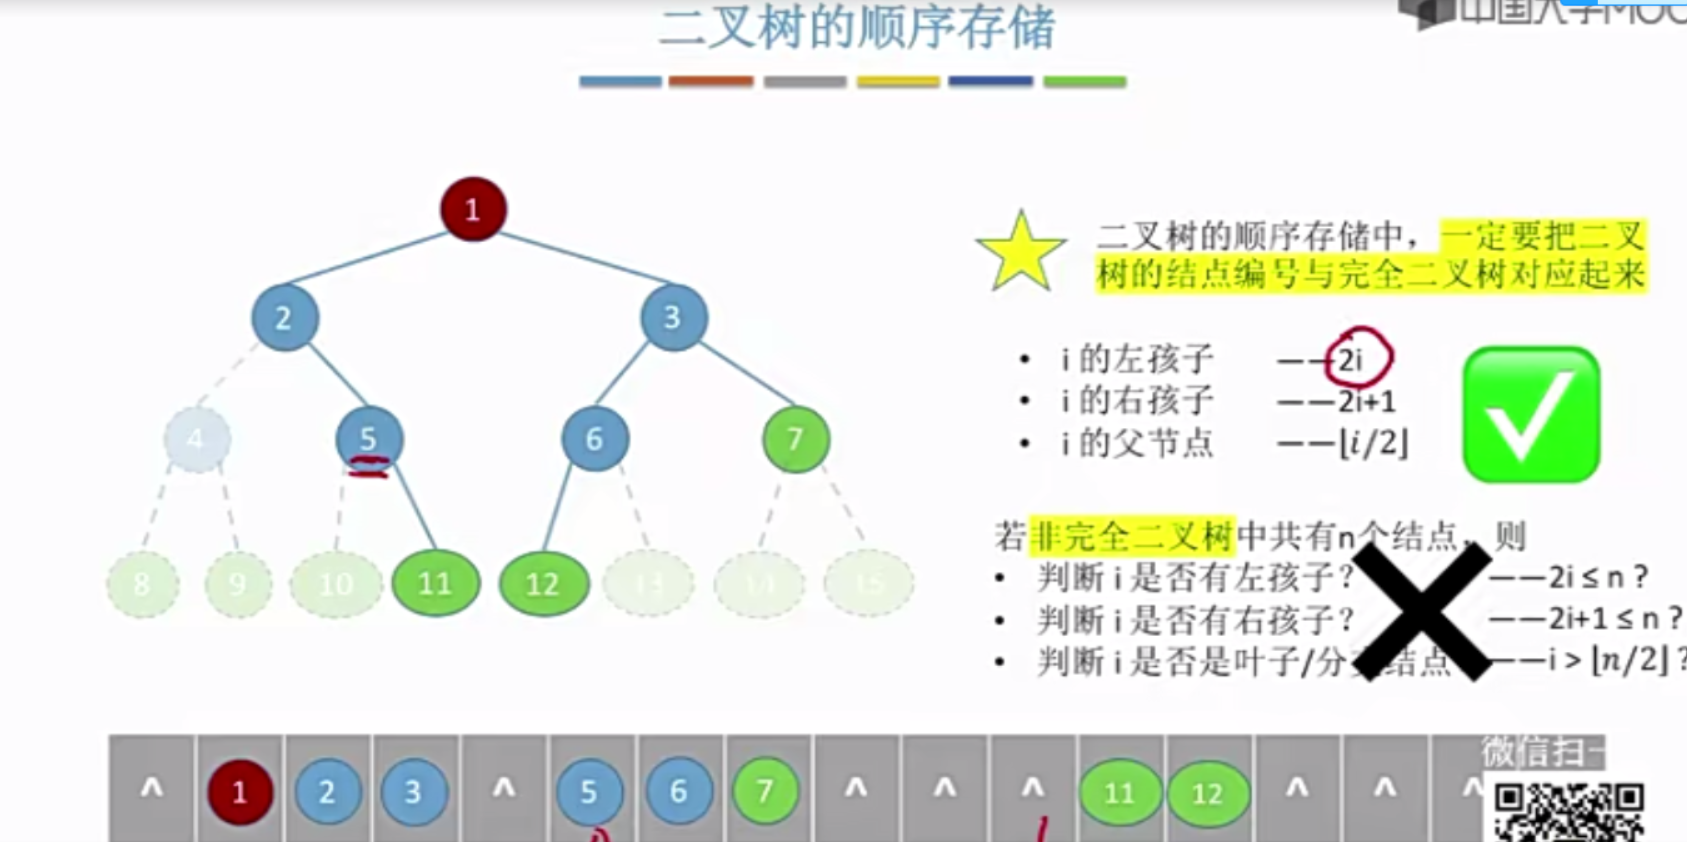 二叉树的顺序存储
中国大学MOO
1
2
3
4
5
6
7
8
9
10
11
12
13
14
15
二叉树的顺序存储中，一定要把二叉
树的结点编号与完全二叉树对应起来
• i 的左孩子 ——2i
• i 的右孩子 ——2i+1
• i 的父节点 ——⌊i/2⌋
若非完全二叉树中共有n个结点，则
• 判断 i 是否有左孩子? ——2i ≤ n ?
• 判断 i 是否有右孩子? ——2i+1 ≤ n ?
• 判断 i 是否是叶子/分支结点 ——i > ⌊n/2⌋ ?
^ 1 2 3 ^ 5 6 7 ^ ^ ^ 11 12 ^ ^ ^
微信扫一